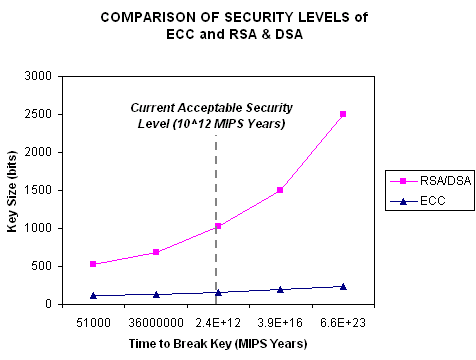 COMPARISON OF SECURITY LEVELS of
ECC and RSA & DSA
3000
2500
2000
1500
1000
500
0
Key Size (bits)
Current Acceptable Security
Level (10^12 MIPS Years)
RSA/DSA
ECC
51000 36000000 2.4E+12 3.9E+16 6.6E+23
Time to Break Key (MIPS Years)